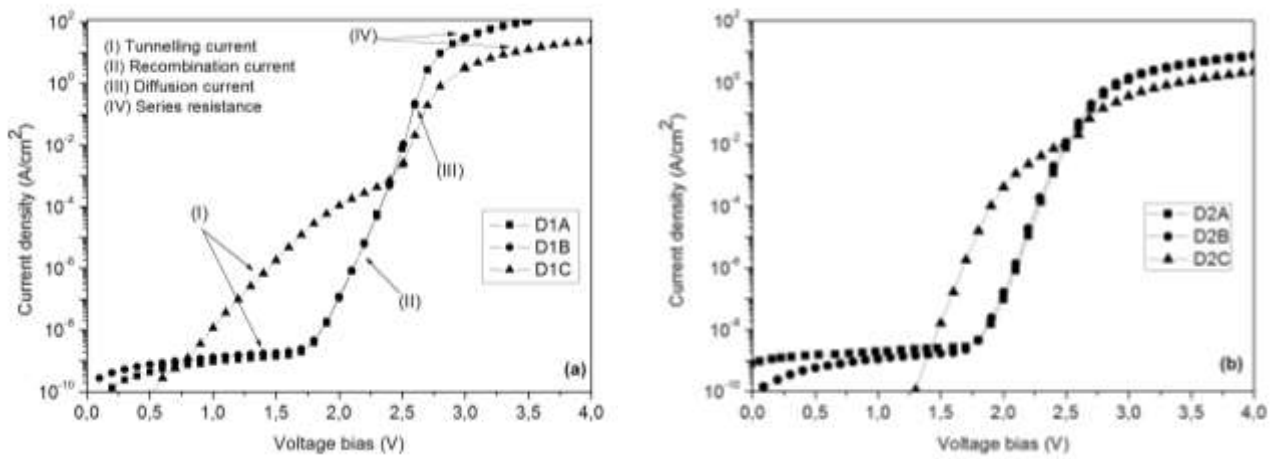 10²
10⁰
10⁻²
10⁻⁴
10⁻⁶
10⁻⁸
10⁻¹⁰
Current density (A/cm²)
(I) Tunnelling current
(II) Recombination current
(III) Diffusion current
(IV) Series resistance
(IV)
(III)
(I)
(II)
D1A
D1B
D1C
(a)
0,0 0,5 1,0 1,5 2,0 2,5 3,0 3,5 4,0
Voltage bias (V)
10²
10⁰
10⁻²
10⁻⁴
10⁻⁶
10⁻⁸
10⁻¹⁰
Current density (A/cm²)
D2A
D2B
D2C
(b)
0,0 0,5 1,0 1,5 2,0 2,5 3,0 3,5 4,0
Voltage bias (V)